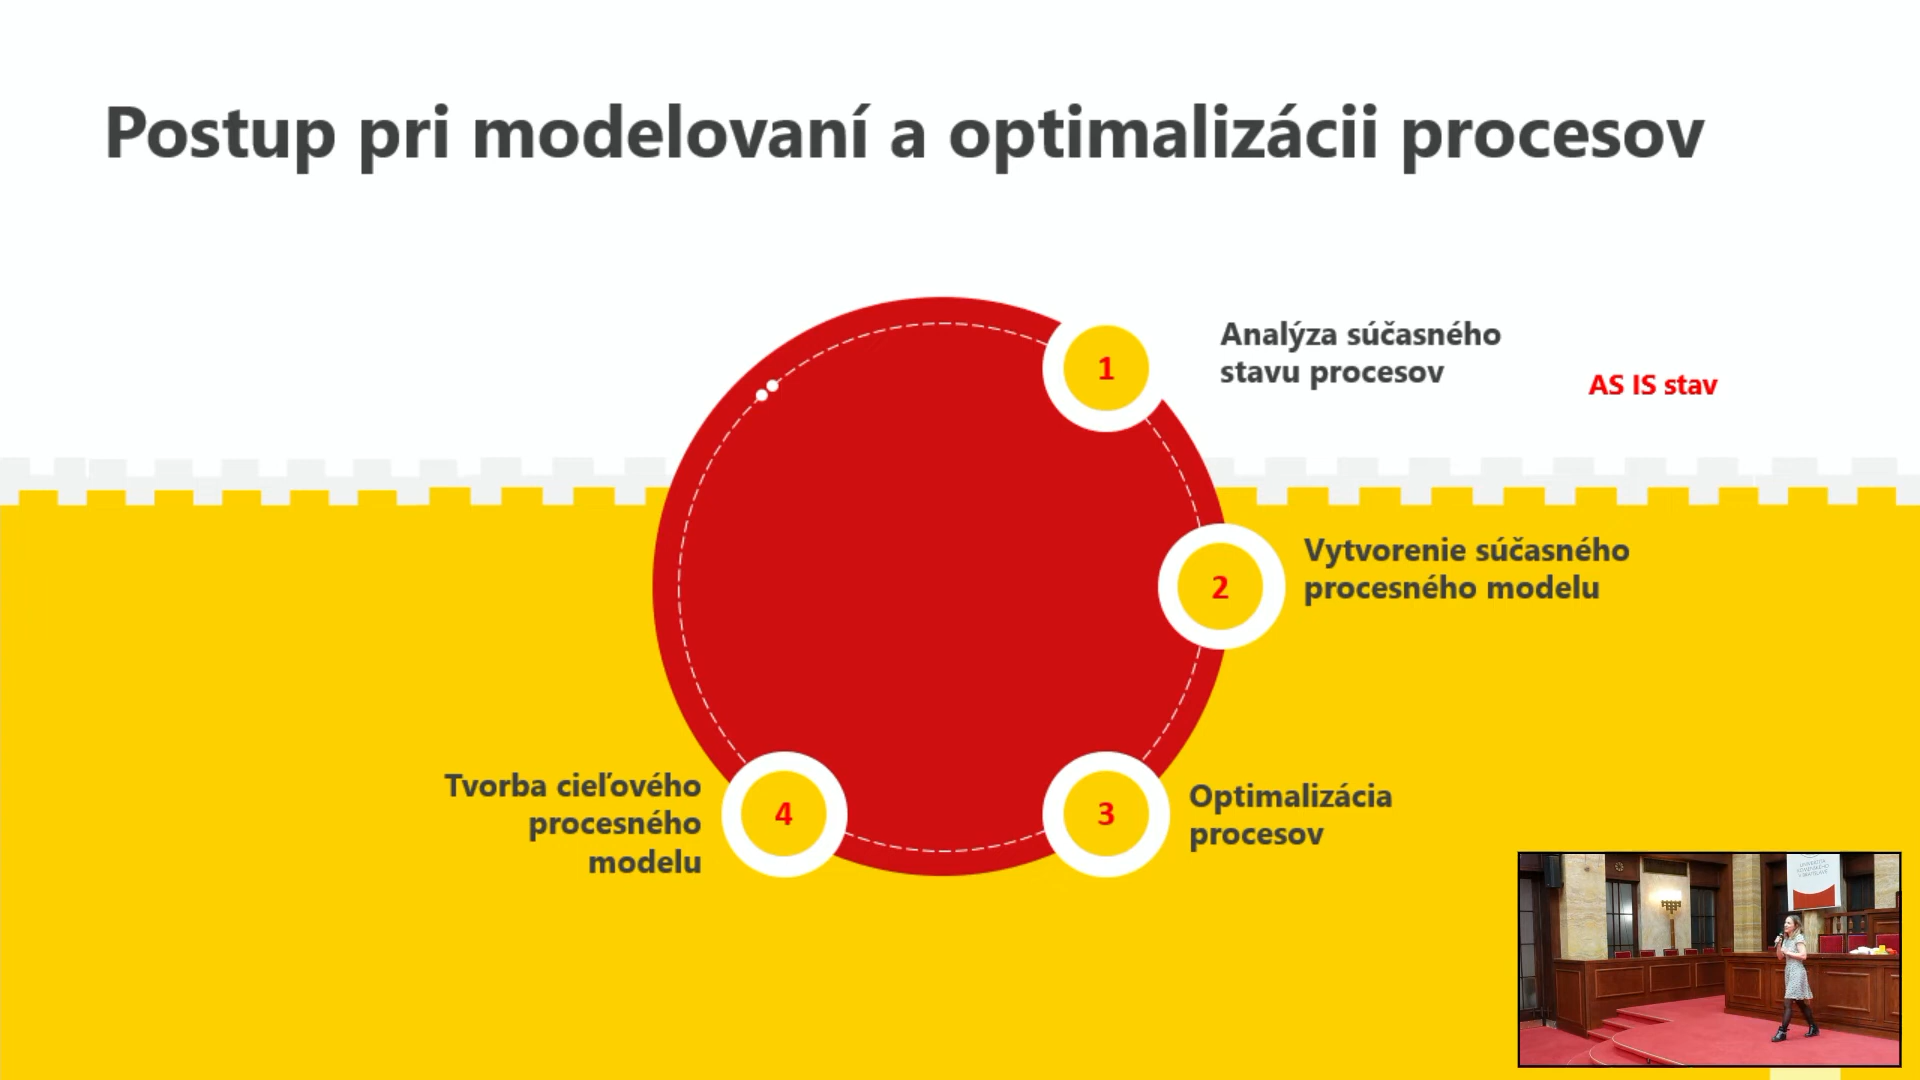 Postup pri modelovaní a optimalizácii procesov
1
Analýza súčasného
stavu procesov
AS IS stav
2
Vytvorenie súčasného
procesného modelu
3
Optimalizácia
procesov
4
Tvorba cieľového
procesného
modelu